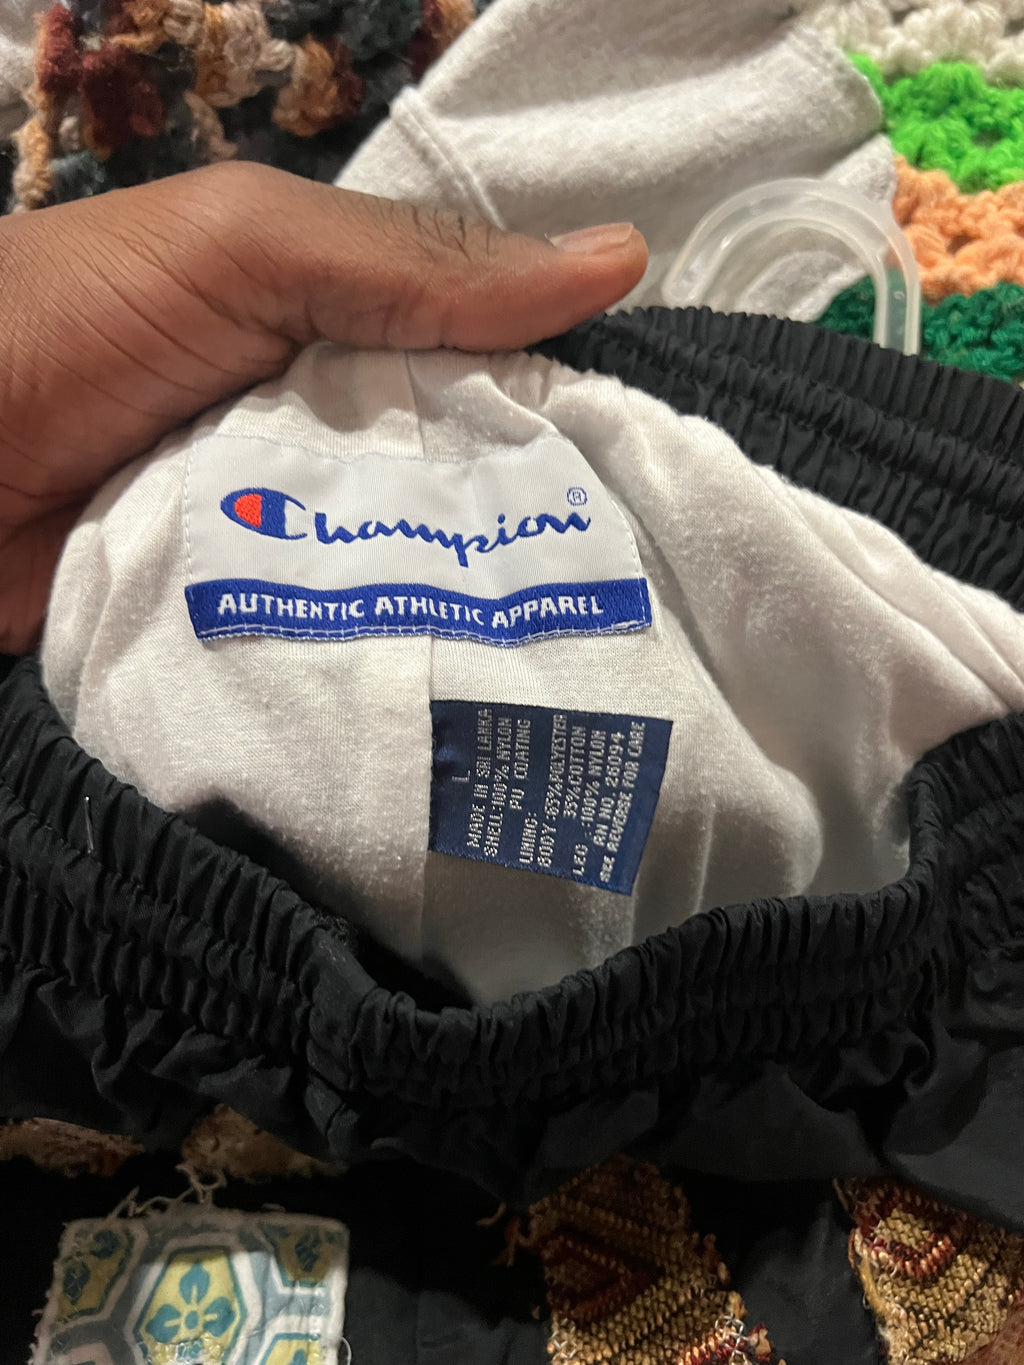 Champion®
AUTHENTIC ATHLETIC APPAREL
L
MADE IN SRI LANKA
SHELL:100% NYLON
PU COATING
LINING:
BODY :65%POLYESTER
35%COTTON
LEG :100% NYLON
RN NO. 26094
SEE REVERSE FOR CARE